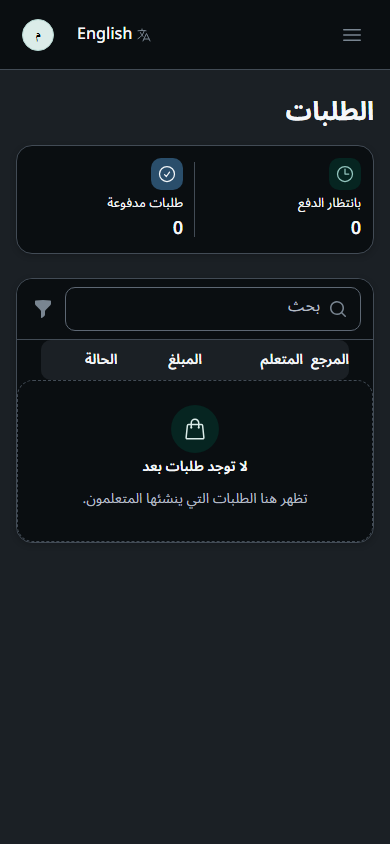 English
م
الطلبات
بانتظار الدفع
0
طلبات مدفوعة
0
بحث
المرجع المتعلم المبلغ الحالة
لا توجد طلبات بعد
تظهر هنا الطلبات التي ينشئها المتعلمون.